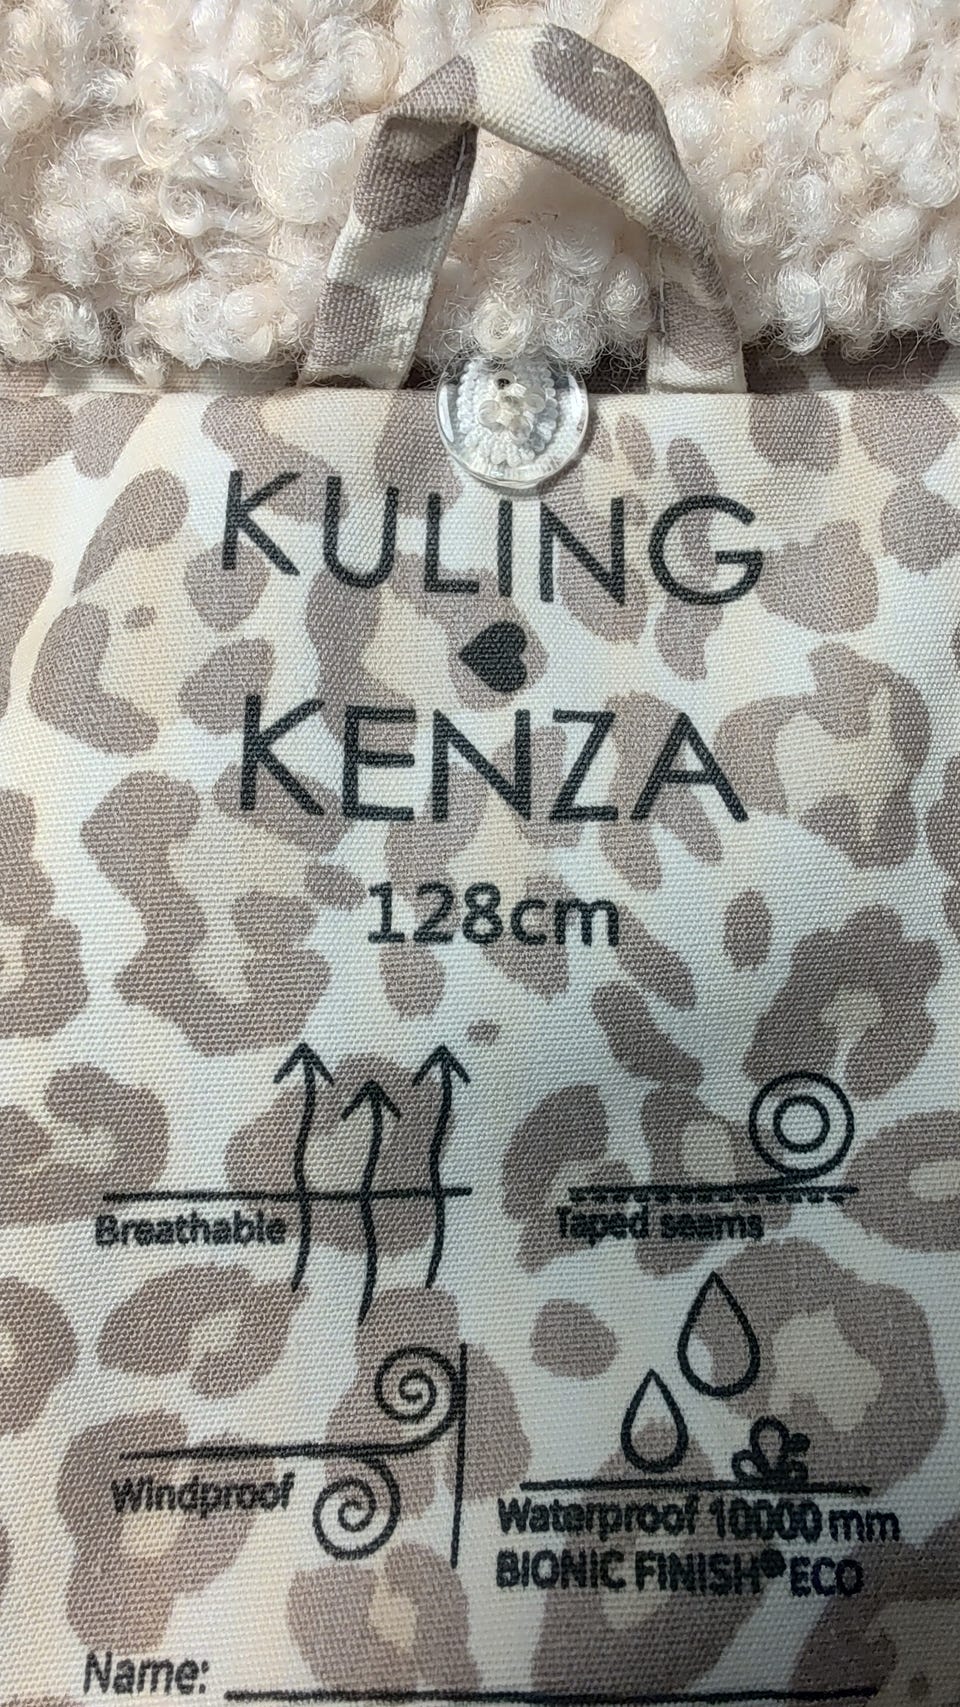 KULING
KENZA
128cm
Breathable
Taped seams
Windproof
Waterproof 10000 mm
BIONIC FINISH® ECO
Name: